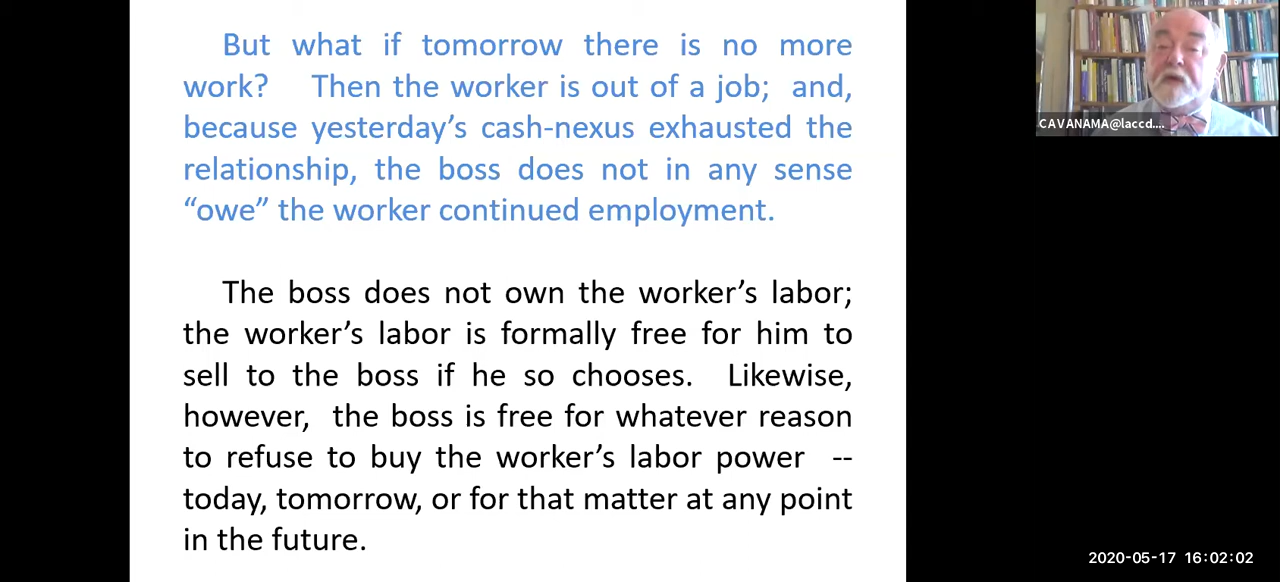 But what if tomorrow there is no more
work? Then the worker is out of a job; and,
because yesterday’s cash-nexus exhausted the
relationship, the boss does not in any sense
“owe” the worker continued employment.
The boss does not own the worker’s labor;
the worker’s labor is formally free for him to
sell to the boss if he so chooses. Likewise,
however, the boss is free for whatever reason
to refuse to buy the worker’s labor power --
today, tomorrow, or for that matter at any point
in the future.
CAVANAMA@laccd....
2020-05-17 16:02:02